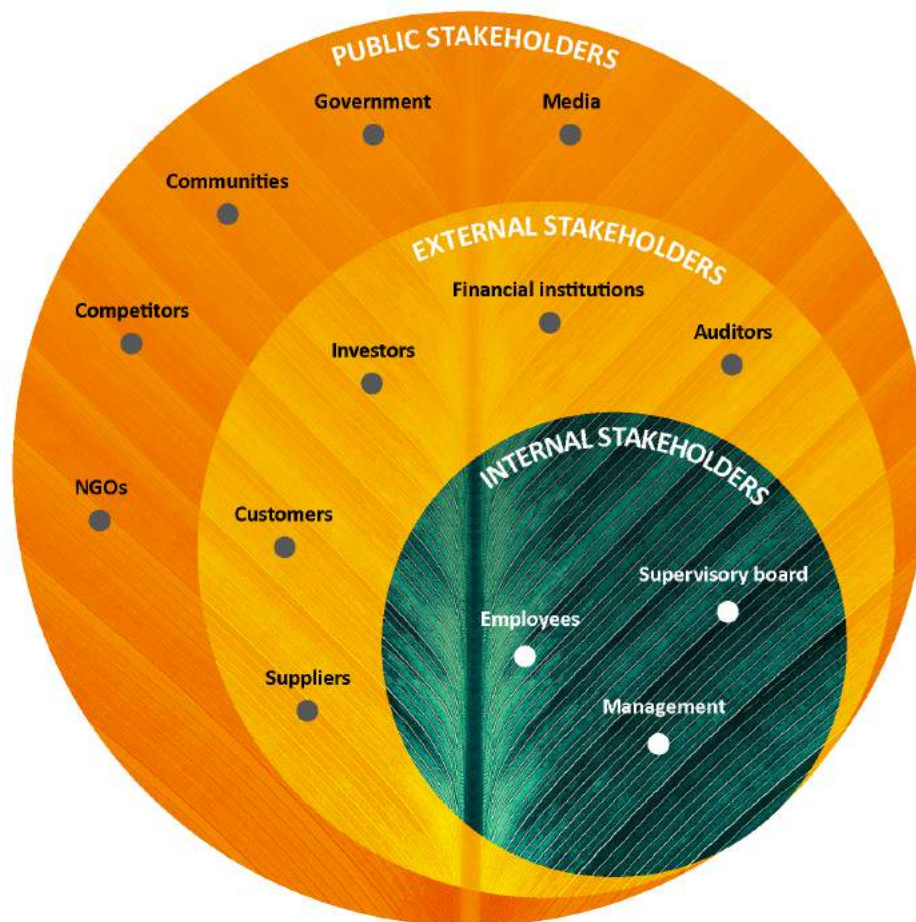 PUBLIC STAKEHOLDERS
Government
Media
Communities
EXTERNAL STAKEHOLDERS
Financial institutions
Competitors
Auditors
Investors
INTERNAL STAKEHOLDERS
NGOs
Customers
Supervisory board
Employees
Suppliers
Management